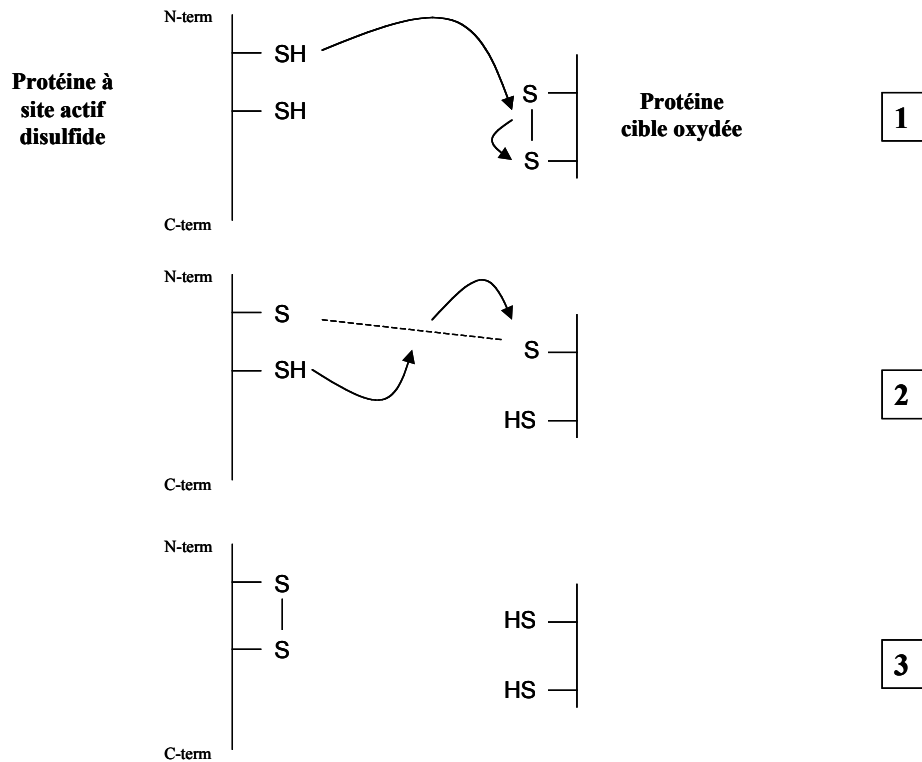 N-term
SH
Protéine à
site actif
disulfide
SH
S
S
Protéine
cible oxydée
1
C-term
N-term
S
SH
S
HS
2
C-term
N-term
S
S
HS
HS
3
C-term